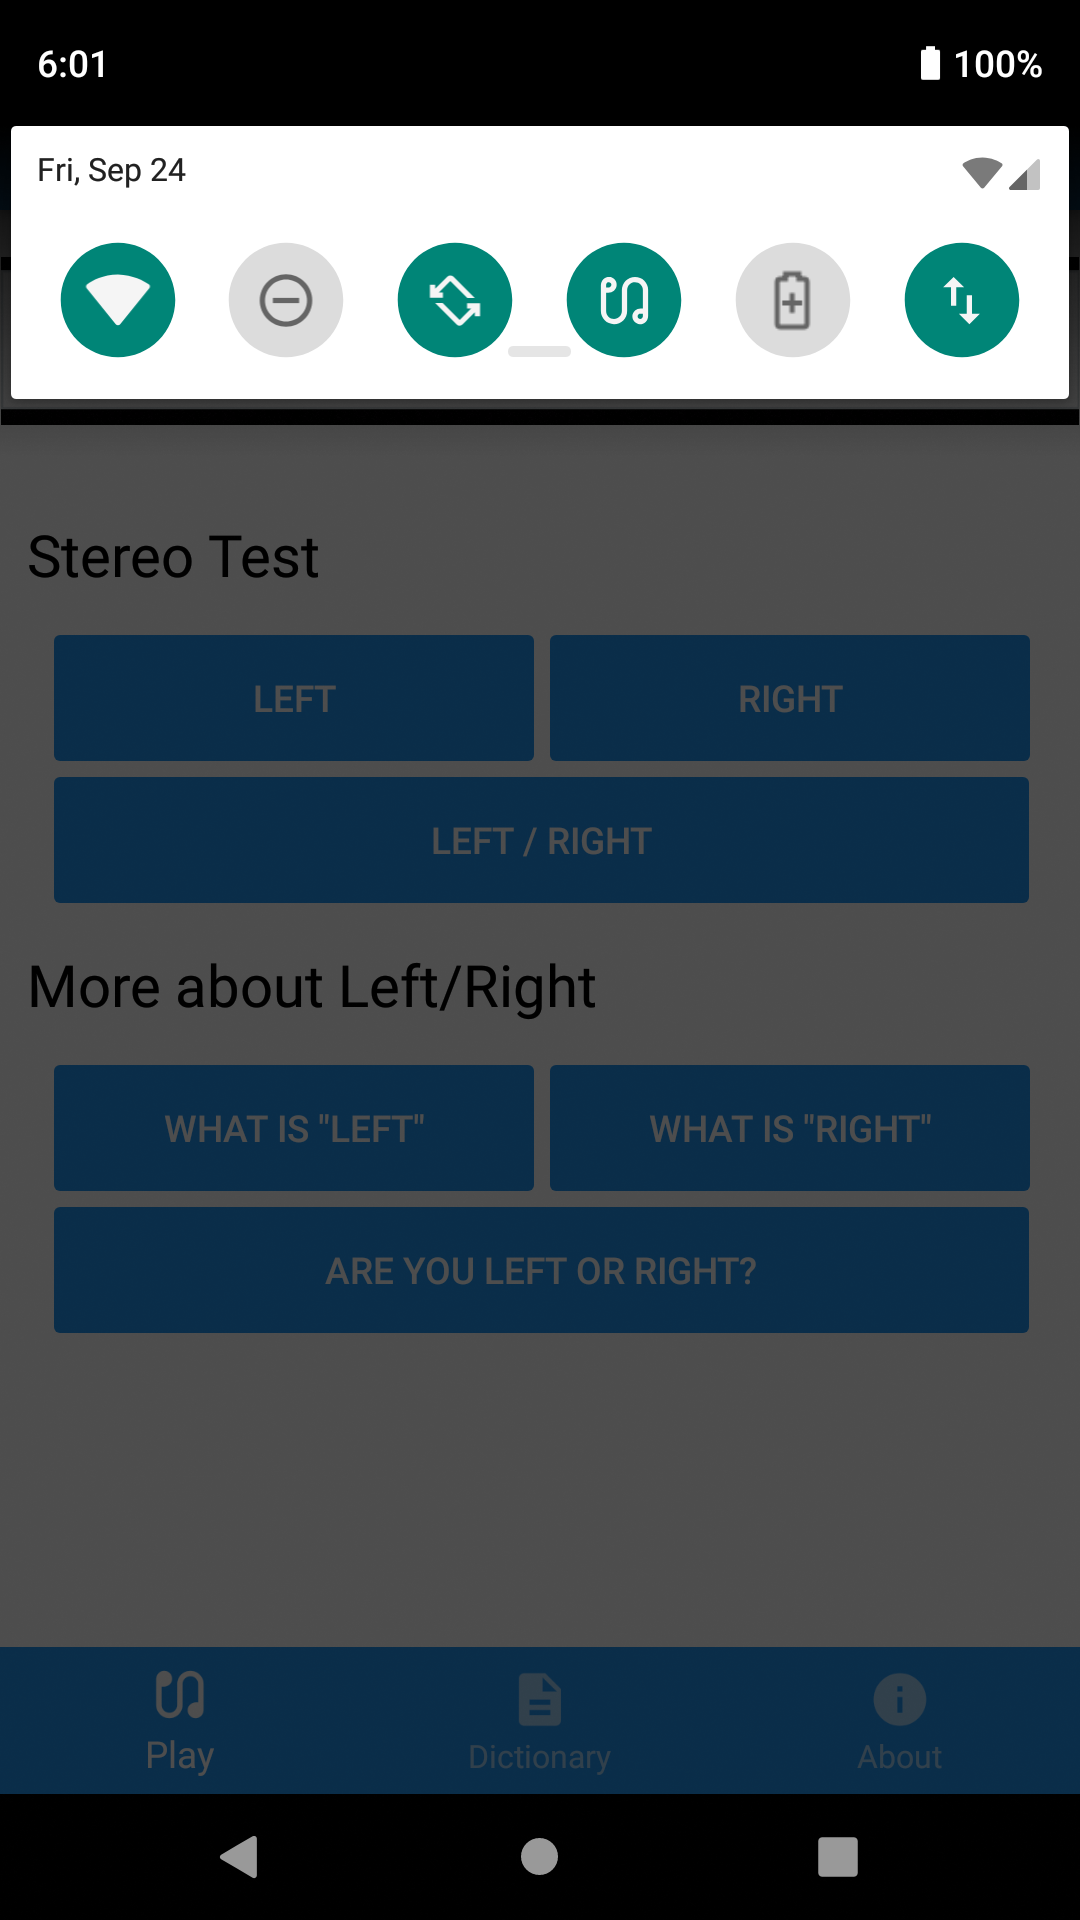 6:01
100%
Fri, Sep 24
Stereo Test
LEFT
RIGHT
LEFT / RIGHT
More about Left/Right
WHAT IS "LEFT"
WHAT IS "RIGHT"
ARE YOU LEFT OR RIGHT?
Play
Dictionary
About